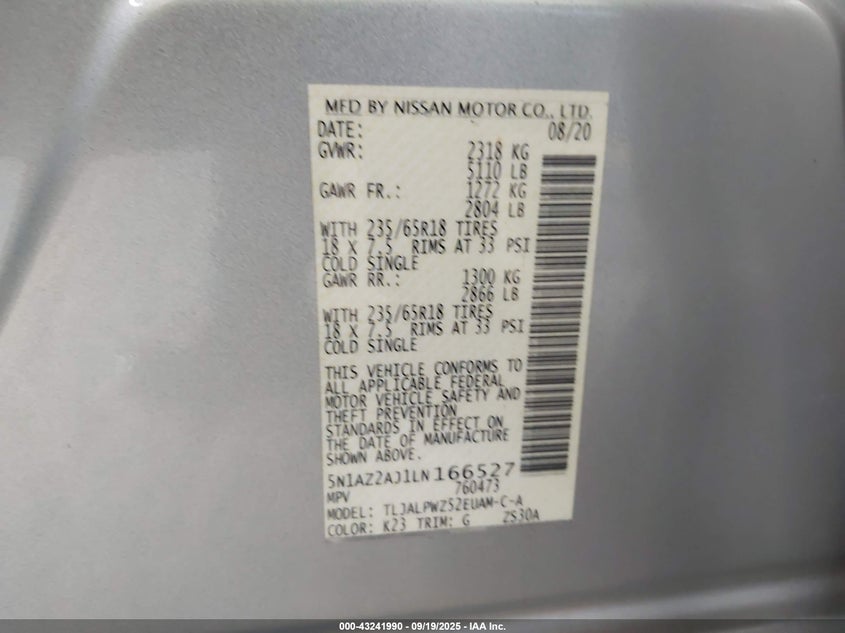 MFD BY NISSAN MOTOR CO., LTD.
DATE: 08/20
GVWR: 2318 KG
5110 LB
GAWR FR.: 1272 KG
2804 LB
WITH 235/65R18 TIRES
18 X 7.5 RIMS AT 33 PSI
COLD SINGLE
GAWR RR.: 1300 KG
2866 LB
WITH 235/65R18 TIRES
18 X 7.5 RIMS AT 33 PSI
COLD SINGLE
THIS VEHICLE CONFORMS TO
ALL APPLICABLE FEDERAL
MOTOR VEHICLE SAFETY AND
THEFT PREVENTION
STANDARDS IN EFFECT ON
THE DATE OF MANUFACTURE
SHOWN ABOVE.
5N1AZ2AJ1LN166527
MPV 760473
MODEL: TLJALPWZ52EUAM-C-A
COLOR: K23 TRIM: G ZS30A
000-43241990 - 09/19/2025 - IAA Inc.